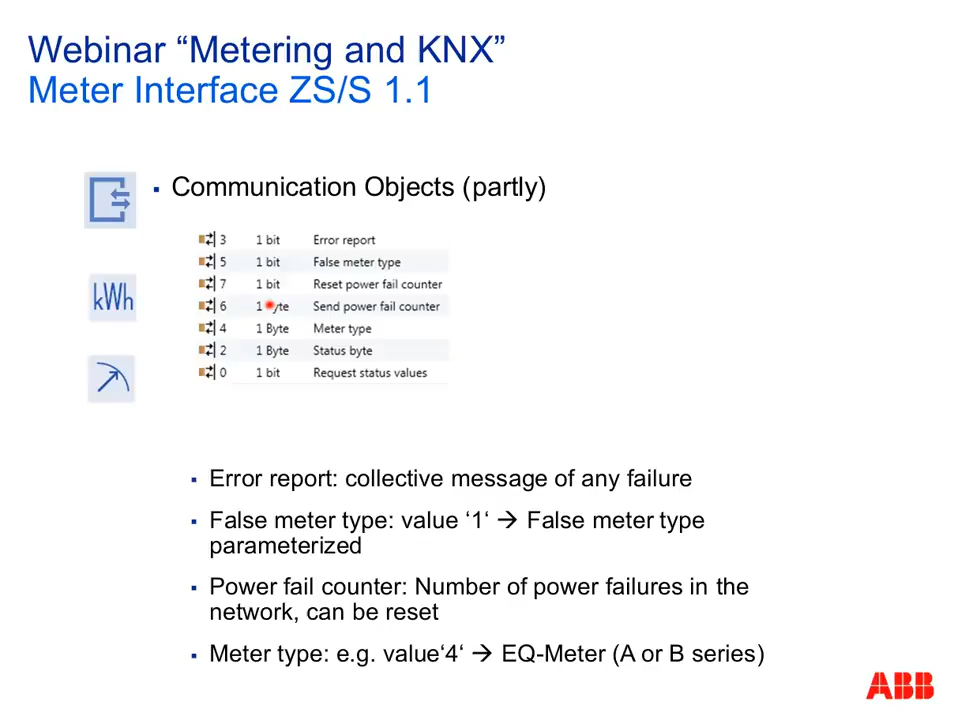 Webinar “Metering and KNX”
Meter Interface ZS/S 1.1
▪ Communication Objects (partly)
3 1 bit Error report
5 1 bit False meter type
7 1 bit Reset power fail counter
kWh
6 1 Byte Send power fail counter
4 1 Byte Meter type
2 1 Byte Status byte
0 1 bit Request status values
▪ Error report: collective message of any failure
▪ False meter type: value ‘1‘ → False meter type
parameterized
▪ Power fail counter: Number of power failures in the
network, can be reset
▪ Meter type: e.g. value‘4‘ → EQ-Meter (A or B series)
ABB